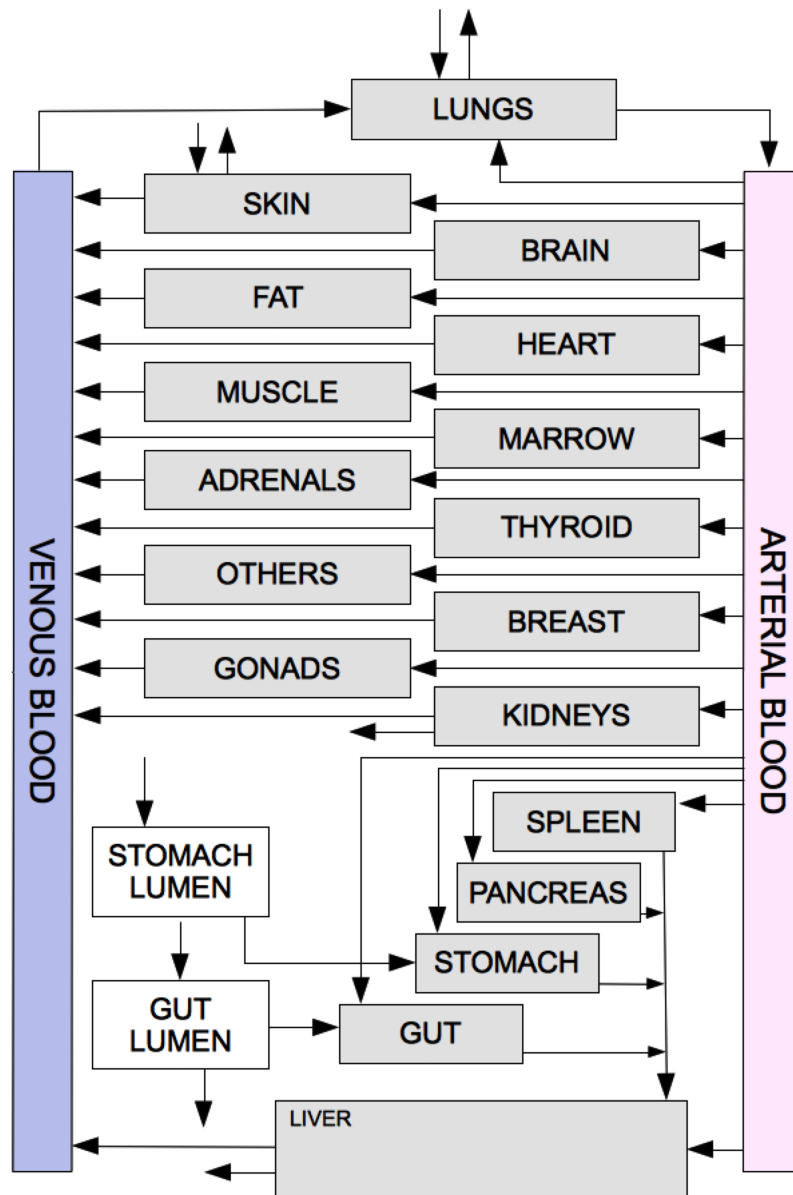 LUNGS
SKIN
BRAIN
FAT
HEART
MUSCLE
MARROW
ADRENALS
THYROID
OTHERS
BREAST
GONADS
KIDNEYS
VENOUS BLOOD
ARTERIAL BLOOD
SPLEEN
STOMACH
LUMEN
PANCREAS
STOMACH
GUT
LUMEN
GUT
LIVER